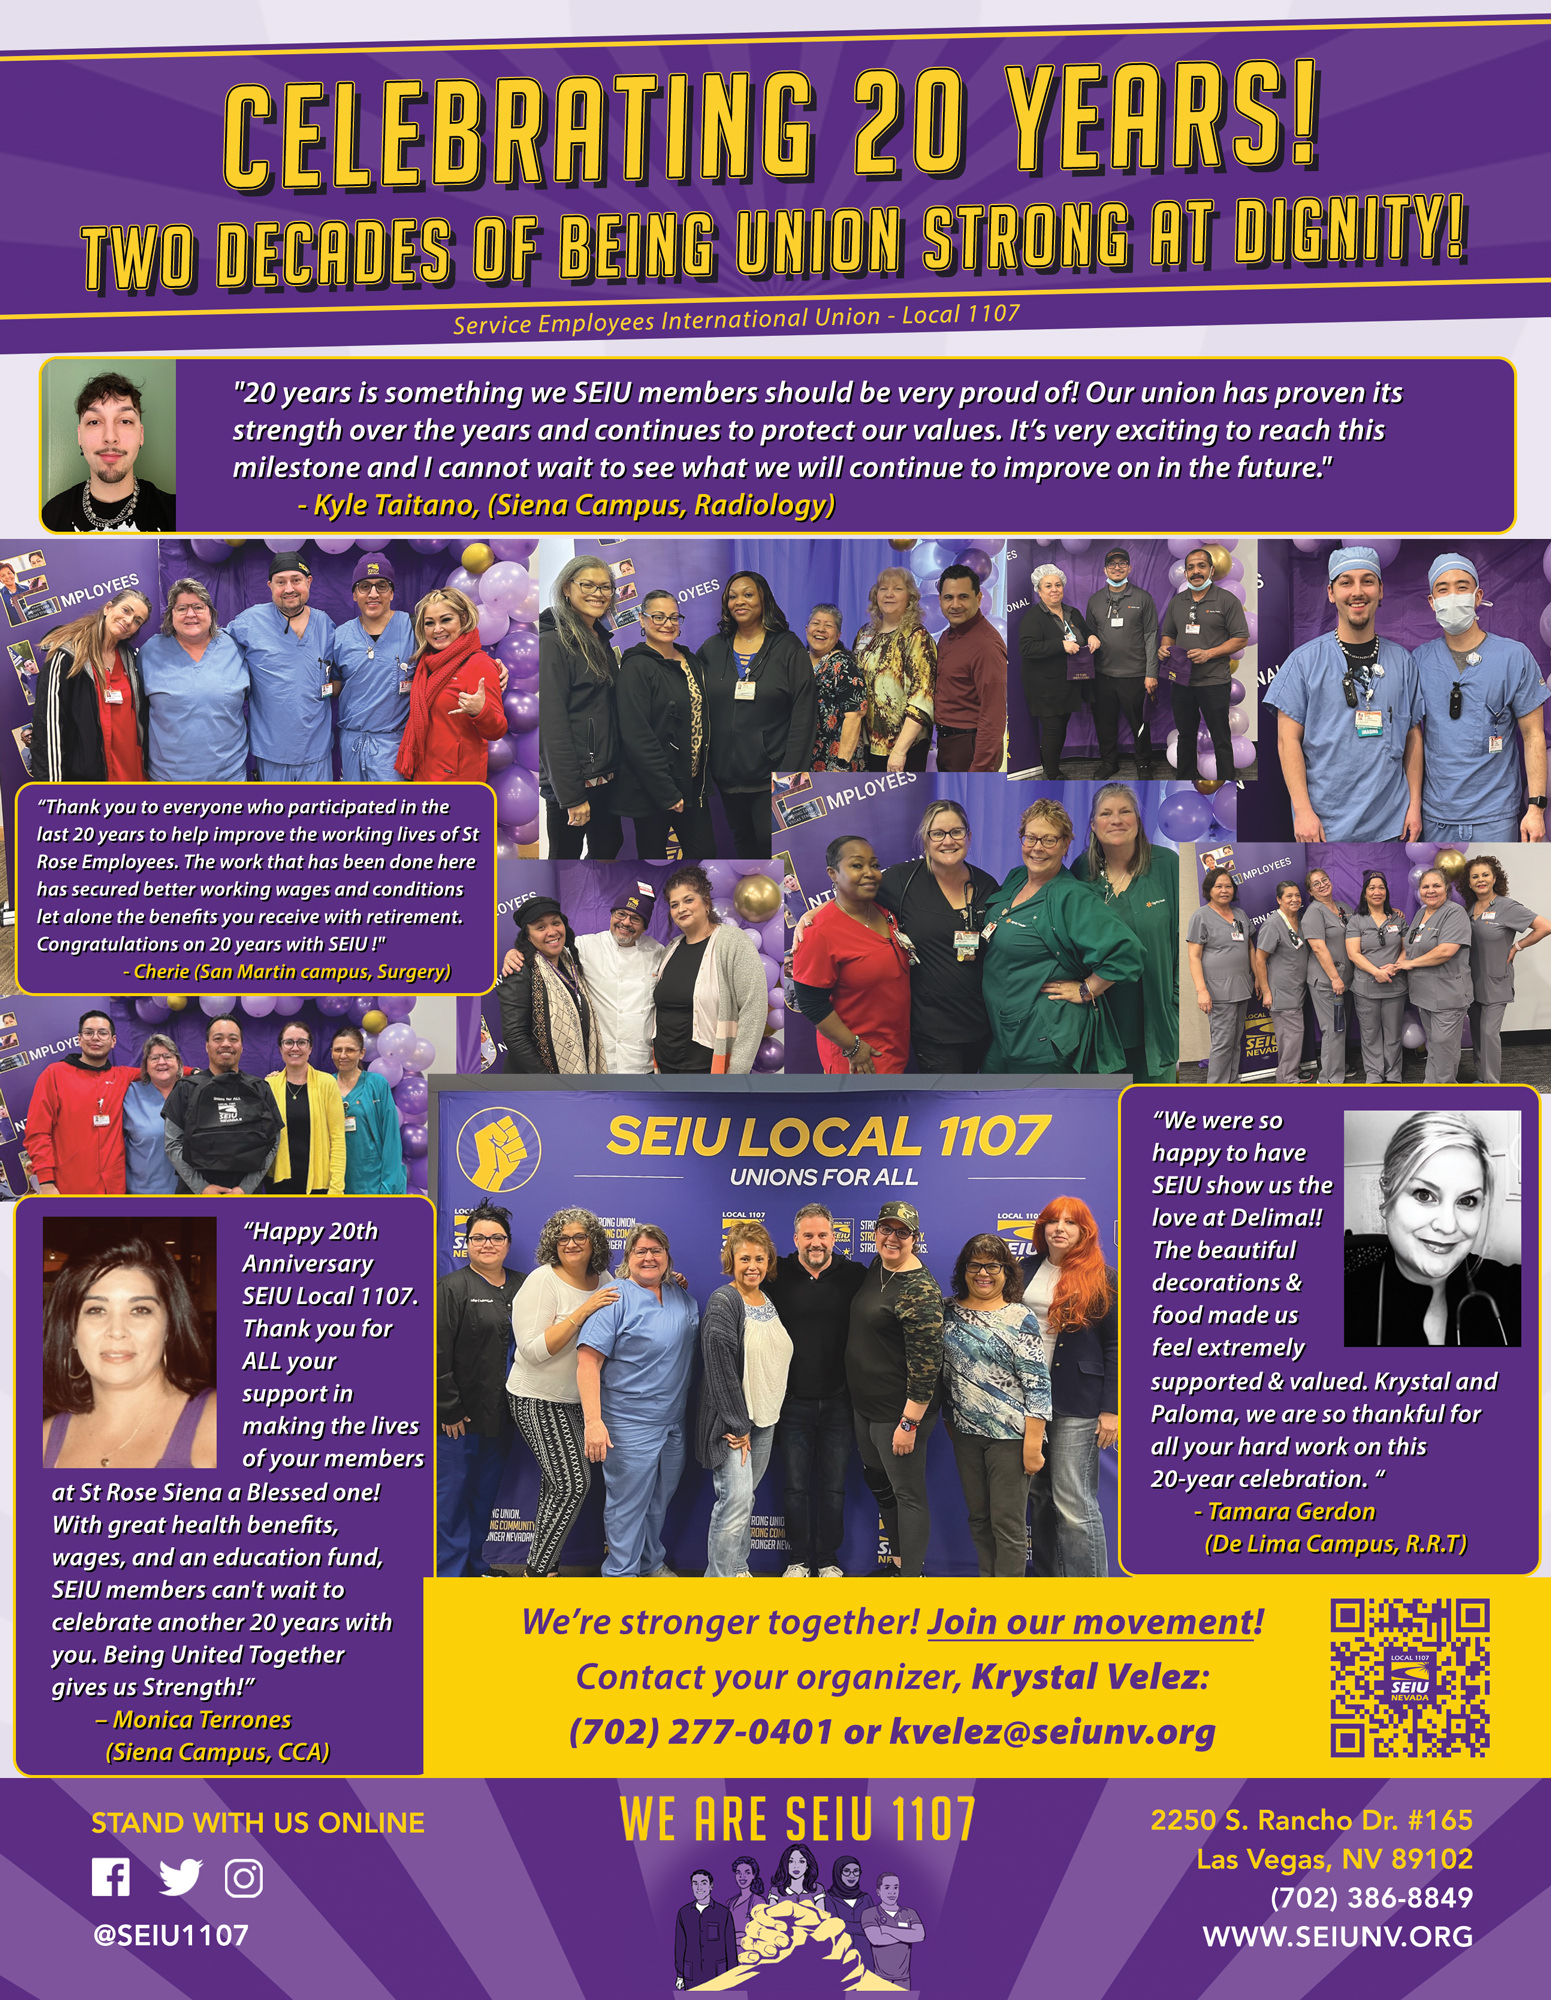 CELEBRATING 20 YEARS!
TWO DECADES OF BEING UNION STRONG AT DIGNITY!
Service Employees International Union - Local 1107
"20 years is something we SEIU members should be very proud of! Our union has proven its
strength over the years and continues to protect our values. It's very exciting to reach this
milestone and I cannot wait to see what we will continue to improve on in the future."
- Kyle Taitano, (Siena Campus, Radiology)
MPLOYEES
OYEES
MPLOYEES
OYEES
MPLOYEES
“Thank you to everyone who participated in the
last 20 years to help improve the working lives of St
Rose Employees. The work that has been done here
has secured better working wages and conditions
let alone the benefits you receive with retirement.
Congratulations on 20 years with SEIU !"
- Cherie (San Martin campus, Surgery)
SEIU LOCAL 1107
UNIONS FOR ALL
“Happy 20th
Anniversary
SEIU Local 1107.
Thank you for
ALL your
support in
making the lives
of your members
at St Rose Siena a Blessed one!
With great health benefits,
wages, and an education fund,
SEIU members can't wait to
celebrate another 20 years with
you. Being United Together
gives us Strength!”
– Monica Terrones
(Siena Campus, CCA)
“We were so
happy to have
SEIU show us the
love at Delima!!
The beautiful
decorations &
food made us
feel extremely
supported & valued. Krystal and
Paloma, we are so thankful for
all your hard work on this
20-year celebration. “
- Tamara Gerdon
(De Lima Campus, R.R.T)
We’re stronger together! Join our movement!
Contact your organizer, Krystal Velez:
(702) 277-0401 or kvelez@seiunv.org
LOCAL 1107
SEIU
NEVADA
STAND WITH US ONLINE
@SEIU1107
WE ARE SEIU 1107
2250 S. Rancho Dr. #165
Las Vegas, NV 89102
(702) 386-8849
WWW.SEIUNV.ORG